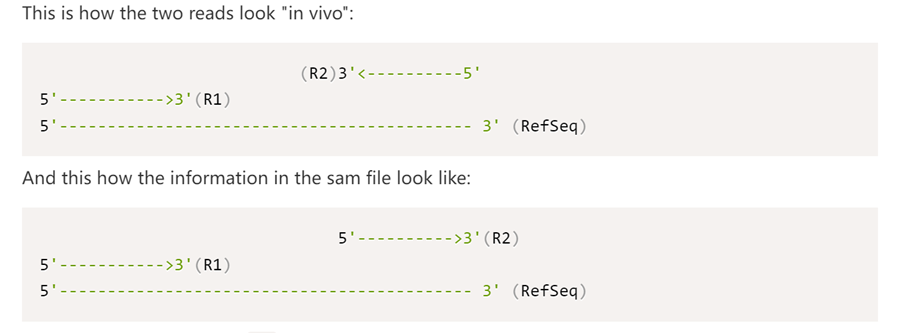 This is how the two reads look "in vivo":
(R2)3'<----------5'
5'----------->3'(R1)
5'------------------------------------------- 3' (RefSeq)
And this how the information in the sam file look like:
5'---------->3'(R2)
5'----------->3'(R1)
5'------------------------------------------- 3' (RefSeq)